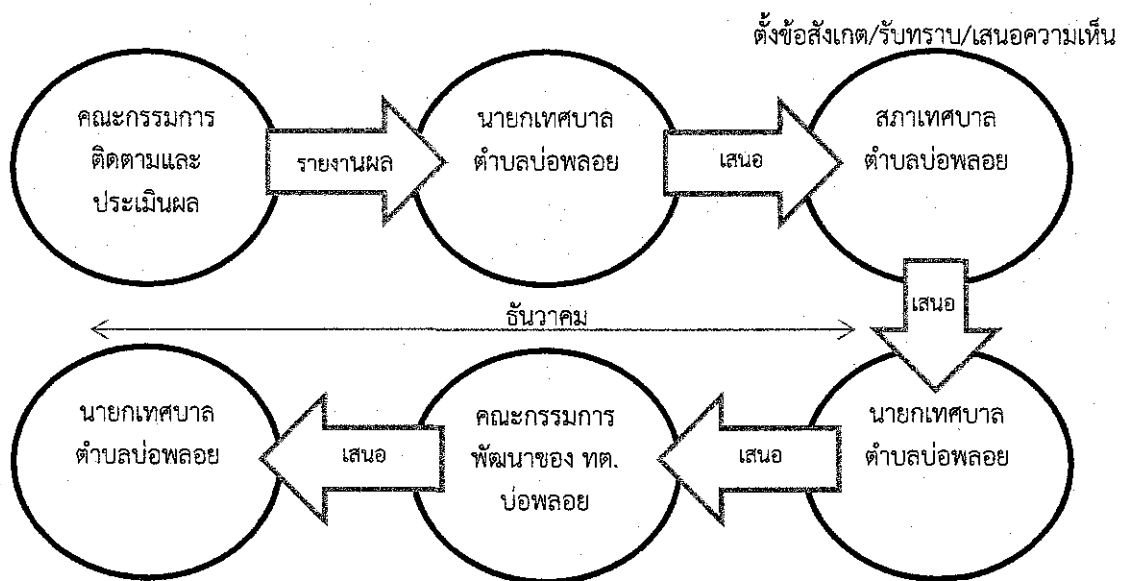 ตั้งข้อสังเกต/รับทราบ/เสนอความเห็น
คณะกรรมการ
ติดตามและ
ประเมินผล
รายงานผล
นายกเทศบาล
ตำบลบ่อพลอย
เสนอ
สภาเทศบาล
ตำบลบ่อพลอย
เสนอ
ธันวาคม
นายกเทศบาล
ตำบลบ่อพลอย
เสนอ
คณะกรรมการ
พัฒนาของ ทต.
บ่อพลอย
เสนอ
นายกเทศบาล
ตำบลบ่อพลอย